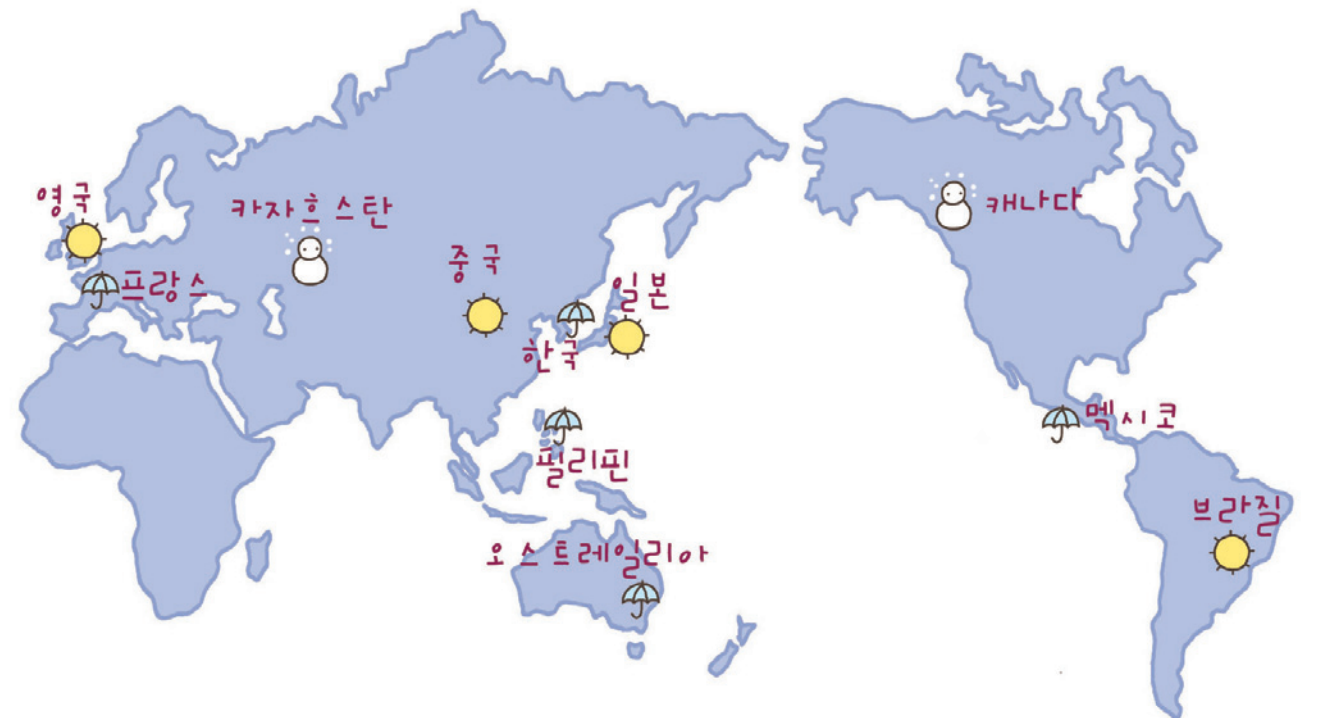 영국
카자흐스탄
캐나다
중국
프랑스
일본
한국
멕시코
필리핀
브라질
오스트레일리아